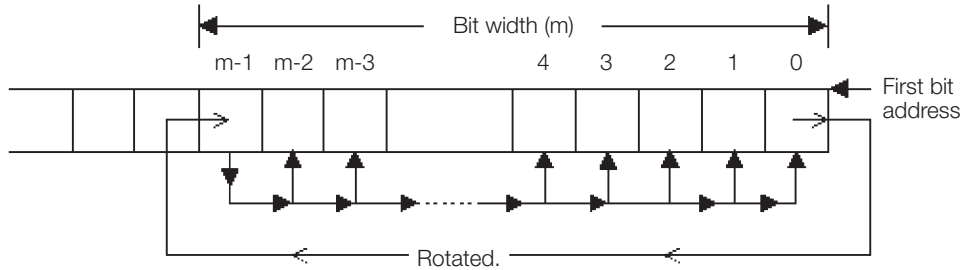 Bit width (m)
m-1 m-2 m-3 4 3 2 1 0
First bit
address
Rotated.